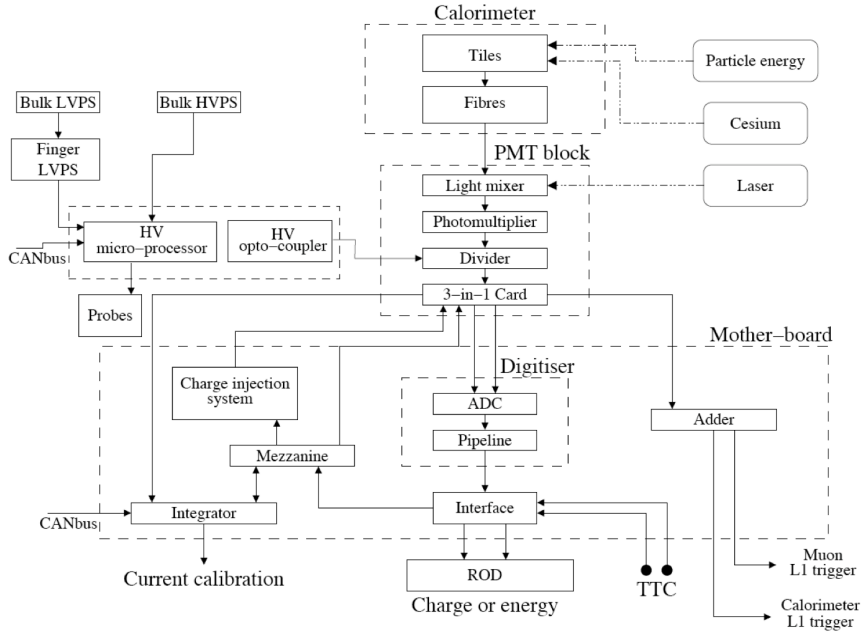 Calorimeter
Tiles
Particle energy
Bulk LVPS
Bulk HVPS
Fibres
Cesium
Finger
LVPS
PMT block
Light mixer
Laser
Photomultiplier
HV
micro-processor
HV
opto-coupler
CANbus
Divider
3-in-1 Card
Probes
Mother-board
Digitiser
Charge injection
system
ADC
Adder
Pipeline
Mezzanine
Interface
CANbus
Integrator
Current calibration
ROD
TTC
Muon
L1 trigger
Charge or energy
Calorimeter
L1 trigger